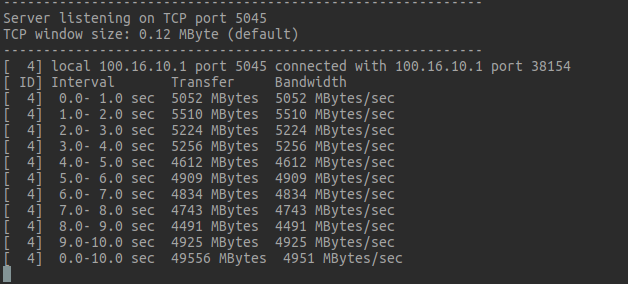 ------------------------------------------------------------
Server listening on TCP port 5045
TCP window size: 0.12 MByte (default)
------------------------------------------------------------
[  4] local 100.16.10.1 port 5045 connected with 100.16.10.1 port 38154
[ ID] Interval       Transfer     Bandwidth
[  4]  0.0- 1.0 sec  5052 MBytes  5052 MBytes/sec
[  4]  1.0- 2.0 sec  5510 MBytes  5510 MBytes/sec
[  4]  2.0- 3.0 sec  5224 MBytes  5224 MBytes/sec
[  4]  3.0- 4.0 sec  5256 MBytes  5256 MBytes/sec
[  4]  4.0- 5.0 sec  4612 MBytes  4612 MBytes/sec
[  4]  5.0- 6.0 sec  4909 MBytes  4909 MBytes/sec
[  4]  6.0- 7.0 sec  4834 MBytes  4834 MBytes/sec
[  4]  7.0- 8.0 sec  4743 MBytes  4743 MBytes/sec
[  4]  8.0- 9.0 sec  4491 MBytes  4491 MBytes/sec
[  4]  9.0-10.0 sec  4925 MBytes  4925 MBytes/sec
[  4]  0.0-10.0 sec  49556 MBytes  4951 MBytes/sec